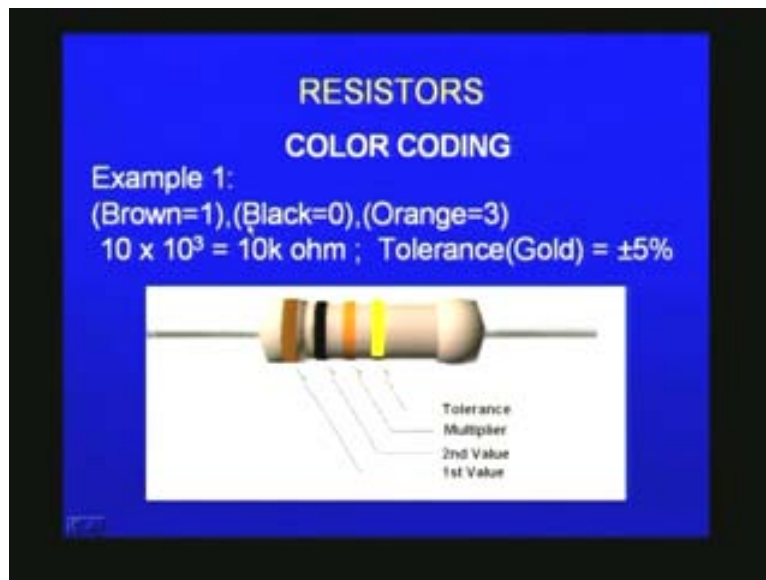 RESISTORS
COLOR CODING
Example 1:
(Brown=1),(Black=0),(Orange=3)
10 x 10³ = 10k ohm ; Tolerance(Gold) = ±5%
Tolerance
Multiplier
2nd Value
1st Value